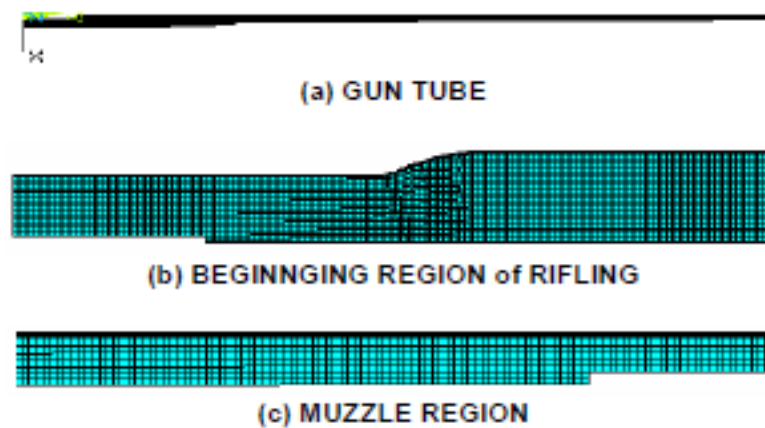 (a) GUN TUBE
(b) BEGINNGING REGION of RIFLING
(c) MUZZLE REGION